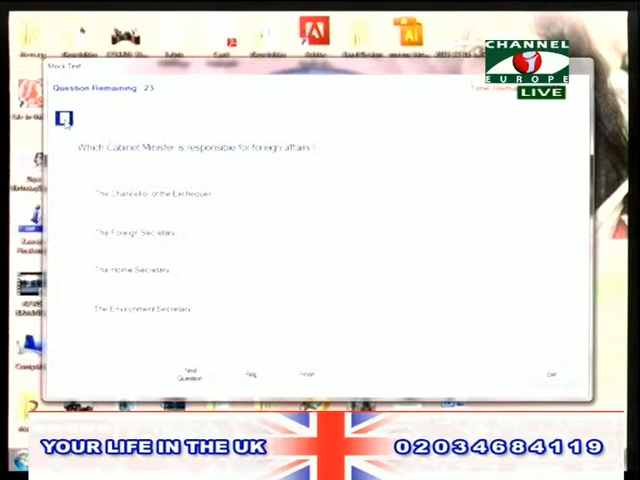 CHANNEL
i
EUROPE
LIVE
Mock Test
Question Remaining 23
Which Cabinet Minister is responsible for foreign affairs?
The Chancellor of the Exchequer
The Foreign Secretary
The Home Secretary
The Environment Secretary
Next
Question
Finish
Exit
YOUR LIFE IN THE UK
02034684119